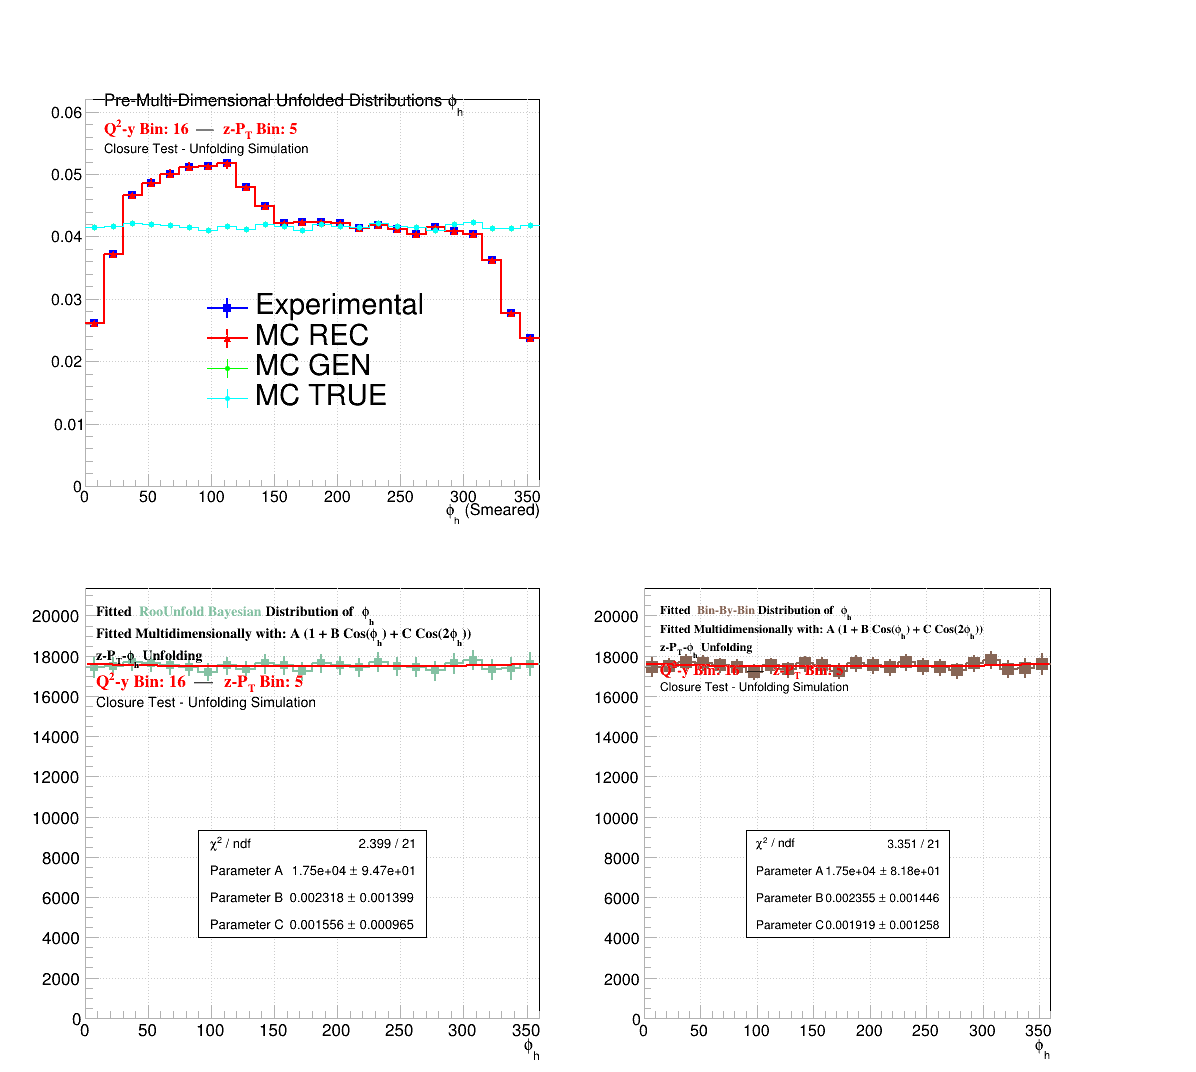 Pre-Multi-Dimensional Unfolded Distributions ϕh
Q2-y Bin: 16 — z-PT Bin: 5
Closure Test - Unfolding Simulation
0.06
0.05
0.04
0.03
0.02
0.01
0
Experimental
MC REC
MC GEN
MC TRUE
0 50 100 150 200 250 300 350
ϕh (Smeared)
Fitted RooUnfold Bayesian Distribution of ϕh
Fitted Multidimensionally with: A (1 + B Cos(ϕh) + C Cos(2ϕh))
z-PT-ϕh Unfolding
Q2-y Bin: 16 — z-PT Bin: 5
Closure Test - Unfolding Simulation
20000
18000
16000
14000
12000
10000
8000
6000
4000
2000
0
χ2 / ndf 2.399 / 21
Parameter A 1.75e+04 ± 9.47e+01
Parameter B 0.002318 ± 0.001399
Parameter C 0.001556 ± 0.000965
0 50 100 150 200 250 300 350
ϕh
Fitted Bin-By-Bin Distribution of ϕh
Fitted Multidimensionally with: A (1 + B Cos(ϕh) + C Cos(2ϕh))
z-PT-ϕh Unfolding
Q2-y Bin: 16 — z-PT Bin: 5
Closure Test - Unfolding Simulation
20000
18000
16000
14000
12000
10000
8000
6000
4000
2000
0
χ2 / ndf 3.351 / 21
Parameter A 1.75e+04 ± 8.18e+01
Parameter B 0.002355 ± 0.001446
Parameter C 0.001919 ± 0.001258
0 50 100 150 200 250 300 350
ϕh